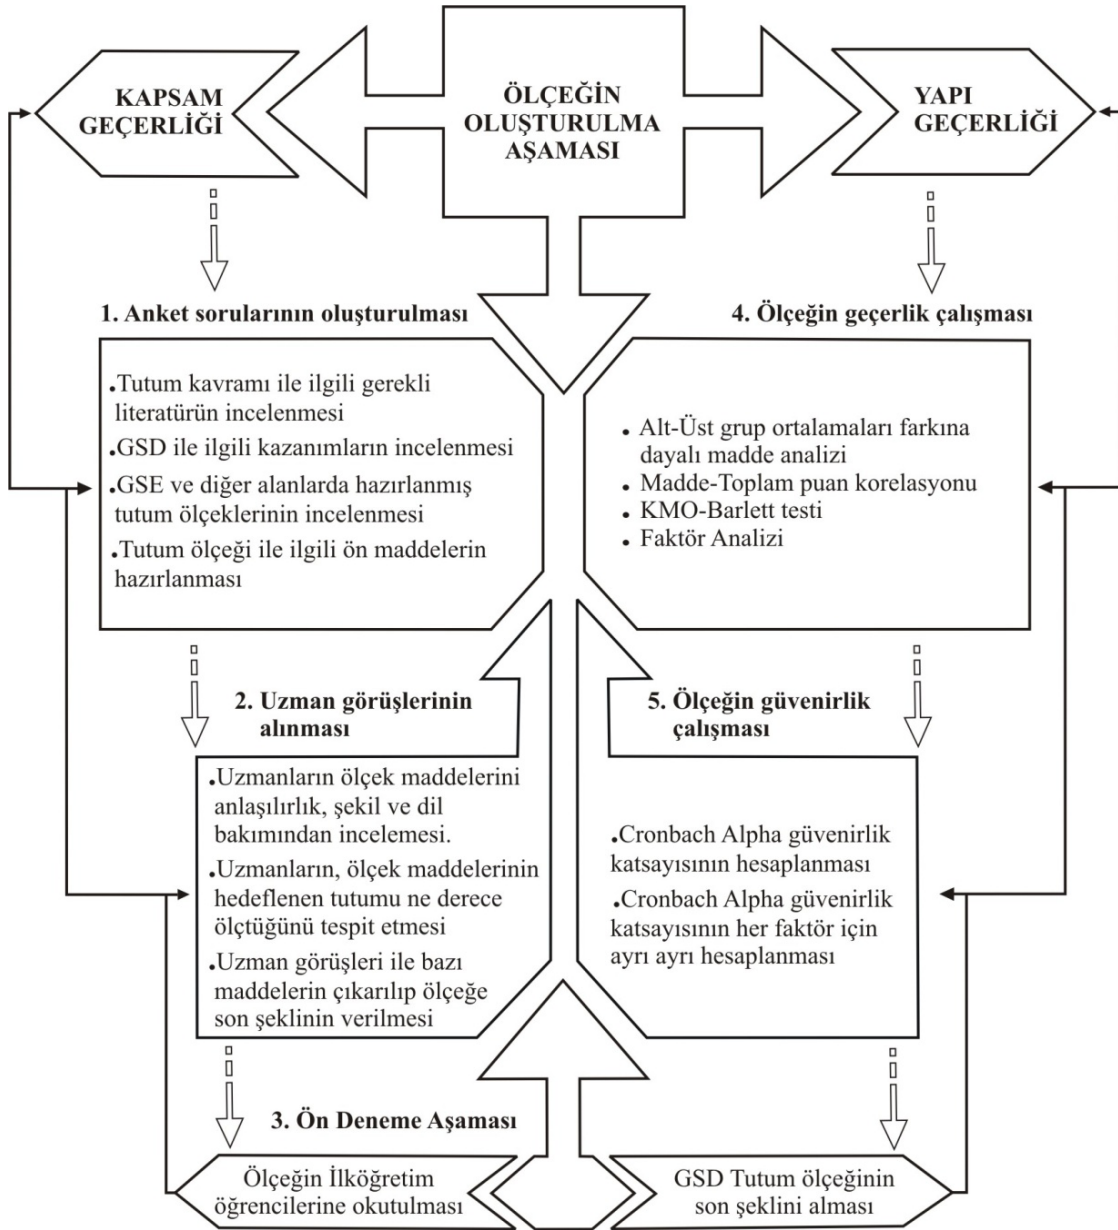 KAPSAM
GEÇERLİĞİ
ÖLÇEĞİN
OLUŞTURULMA
AŞAMASI
YAPI
GEÇERLİĞİ
1. Anket sorularının oluşturulması
.Tutum kavramı ile ilgili gerekli
literatürün incelenmesi
.GSD ile ilgili kazanımların incelenmesi
.GSE ve diğer alanlarda hazırlanmış
tutum ölçeklerinin incelenmesi
.Tutum ölçeği ile ilgili ön maddelerin
hazırlanması
4. Ölçeğin geçerlik çalışması
• Alt-Üst grup ortalamaları farkına
dayalı madde analizi
• Madde-Toplam puan korelasyonu
• KMO-Barlett testi
• Faktör Analizi
2. Uzman görüşlerinin
alınması
.Uzmanların ölçek maddelerini
anlaşılırlık, şekil ve dil
bakımından incelemesi.
.Uzmanların, ölçek maddelerinin
hedeflenen tutumu ne derece
ölçtüğünü tespit etmesi
.Uzman görüşleri ile bazı
maddelerin çıkarılıp ölçeğe
son şeklinin verilmesi
5. Ölçeğin güvenirlik
çalışması
.Cronbach Alpha güvenirlik
katsayısının hesaplanması
.Cronbach Alpha güvenirlik
katsayısının her faktör için
ayrı ayrı hesaplanması
3. Ön Deneme Aşaması
Ölçeğin İlköğretim
öğrencilerine okutulması
GSD Tutum ölçeğinin
son şeklini alması